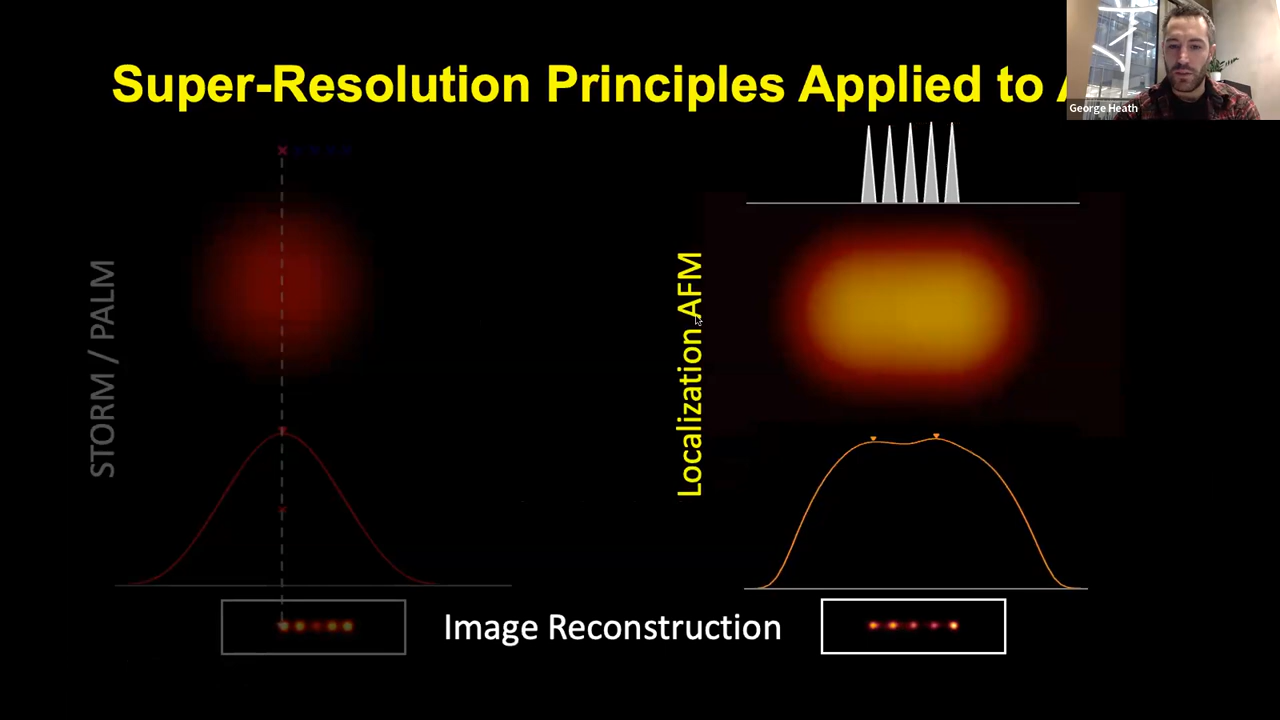 Super-Resolution Principles Applied to
George Heath
STORM / PALM
Localization AFM
Image Reconstruction